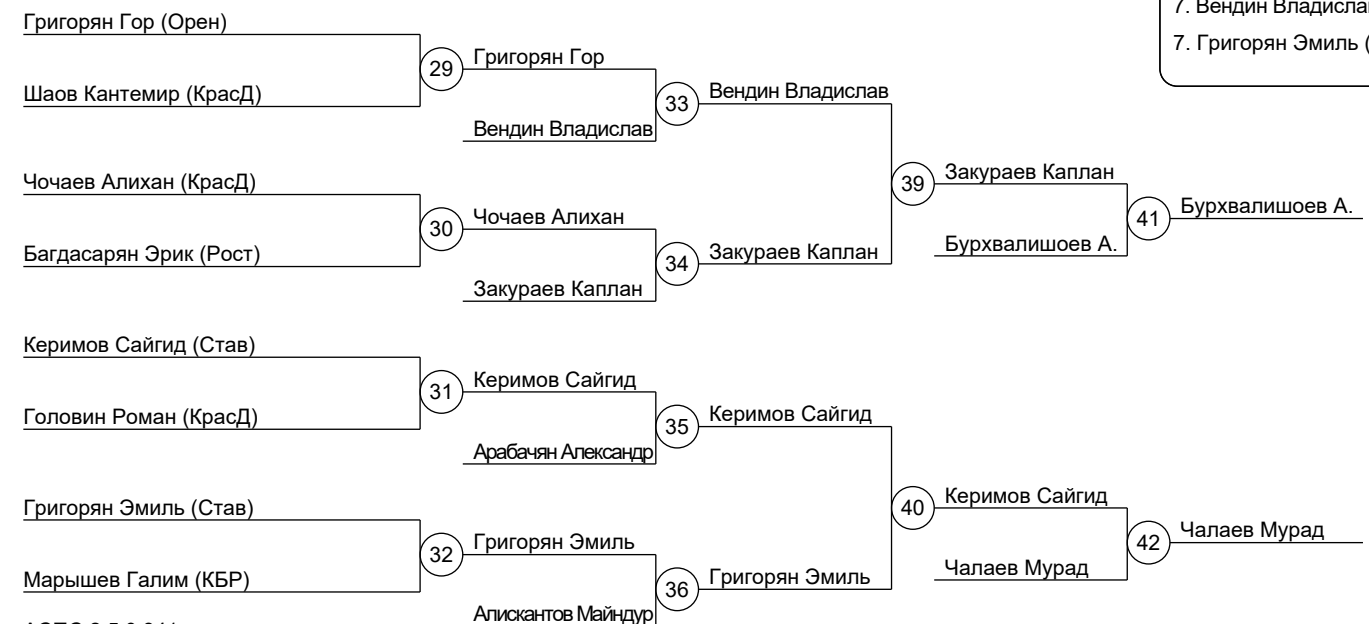 7. Вендин Владислав
7. Григорян Эмиль (
Григорян Гор (Орен)
29
Григорян Гор
Шаов Кантемир (КрасД)
33
Вендин Владислав
Вендин Владислав
Чочаев Алихан (КрасД)
39
Закураев Каплан
30
Чочаев Алихан
41
Бурхвалишоев А.
Багдасарян Эрик (Рост)
34
Закураев Каплан
Бурхвалишоев А.
Закураев Каплан
Керимов Сайгид (Став)
31
Керимов Сайгид
Головин Роман (КрасД)
35
Керимов Сайгид
Арабачян Александр
Григорян Эмиль (Став)
40
Керимов Сайгид
32
Григорян Эмиль
42
Чалаев Мурад
Марышев Галим (КБР)
36
Григорян Эмиль
Чалаев Мурад
Алискантов Майндур